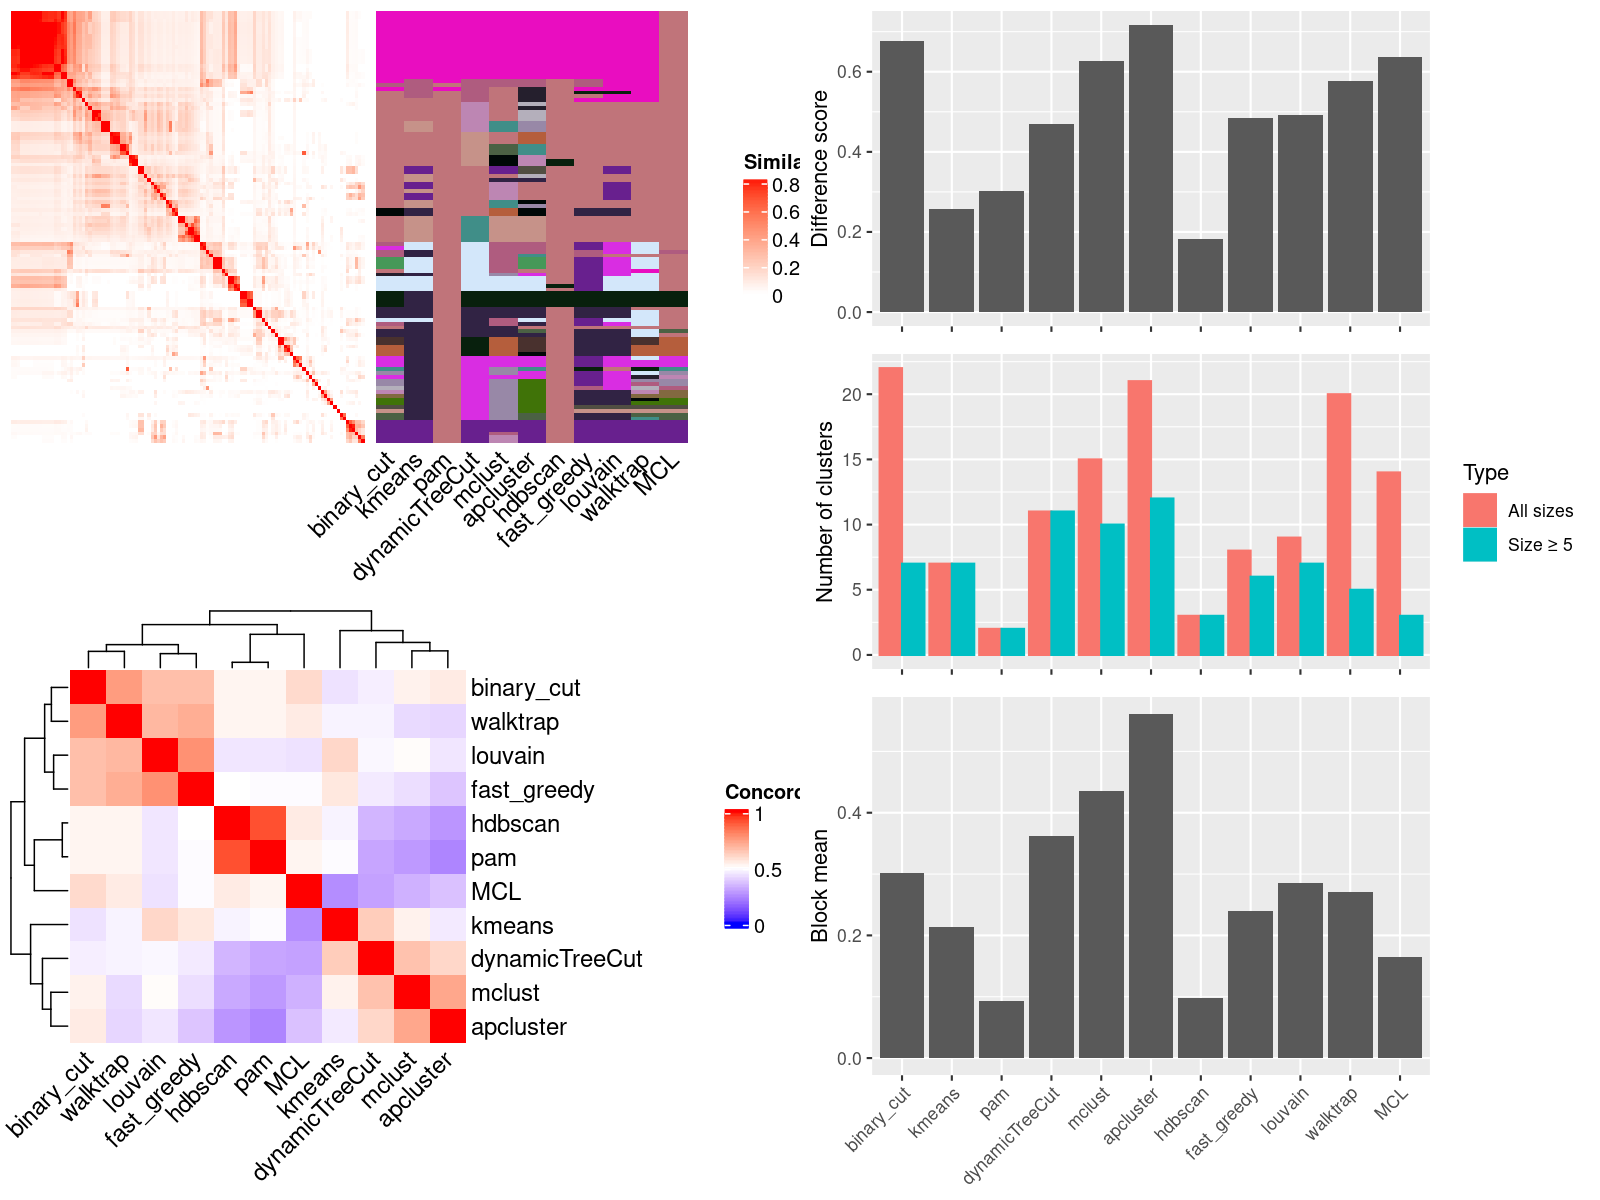 Simila
0.8
0.6
0.4
0.2
0
binary_cut
kmeans
pam
dynamicTreeCut
mclust
apcluster
hdbscan
fast_greedy
louvain
walktrap
MCL
Difference score
0.6
0.4
0.2
0.0
Number of clusters
20
15
10
5
0
Type
All sizes
Size ≥ 5
binary_cut
walktrap
louvain
fast_greedy
hdbscan
pam
MCL
kmeans
dynamicTreeCut
mclust
apcluster
binary_cut
walktrap
louvain
fast_greedy
hdbscan
pam
MCL
kmeans
dynamicTreeCut
mclust
apcluster
Concorc
1
0.5
0
Block mean
0.4
0.2
0.0
binary_cut
kmeans
pam
dynamicTreeCut
mclust
apcluster
hdbscan
fast_greedy
louvain
walktrap
MCL